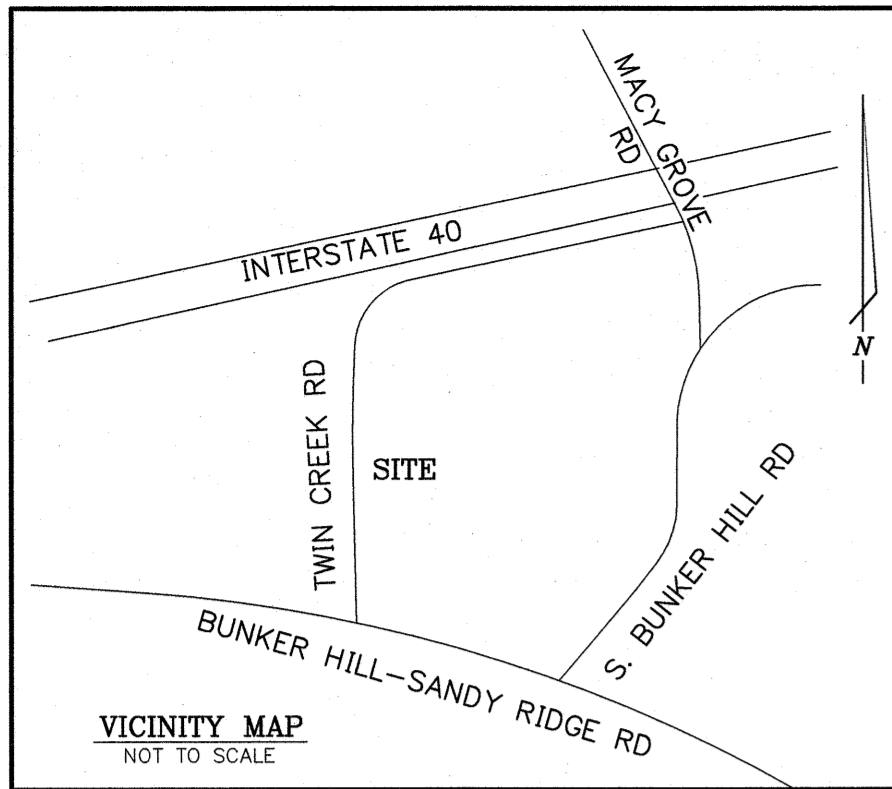 MACY GROVE
RD
INTERSTATE 40
N
TWIN CREEK RD
SITE
S. BUNKER HILL RD
BUNKER HILL-SANDY RIDGE RD
VICINITY MAP
NOT TO SCALE